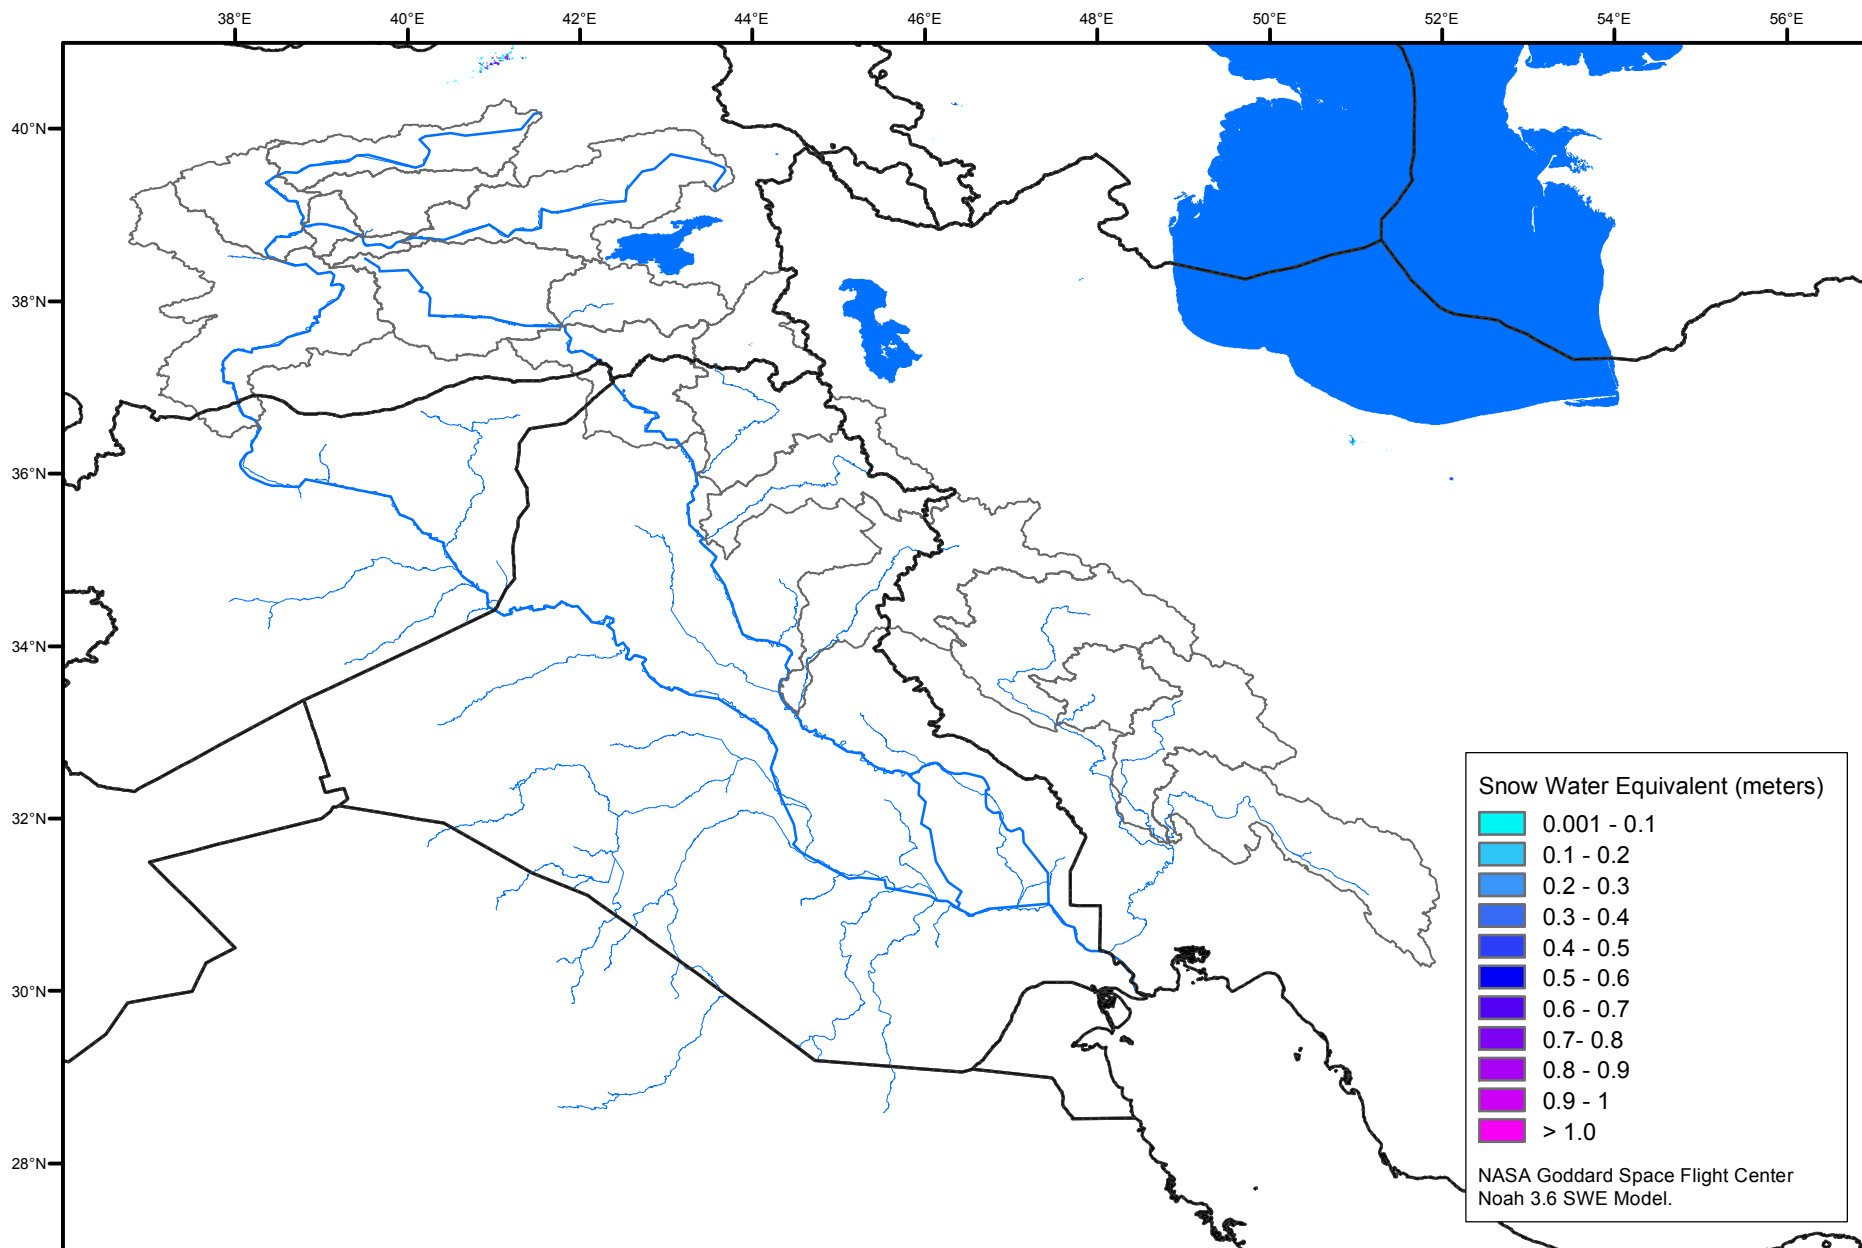 38°E 40°E 42°E 44°E 46°E 48°E 50°E 52°E 54°E 56°E
40°N
38°N
36°N
34°N
32°N
30°N
28°N
Snow Water Equivalent (meters)
0.001 - 0.1
0.1 - 0.2
0.2 - 0.3
0.3 - 0.4
0.4 - 0.5
0.5 - 0.6
0.6 - 0.7
0.7- 0.8
0.8 - 0.9
0.9 - 1
> 1.0
NASA Goddard Space Flight Center
Noah 3.6 SWE Model.